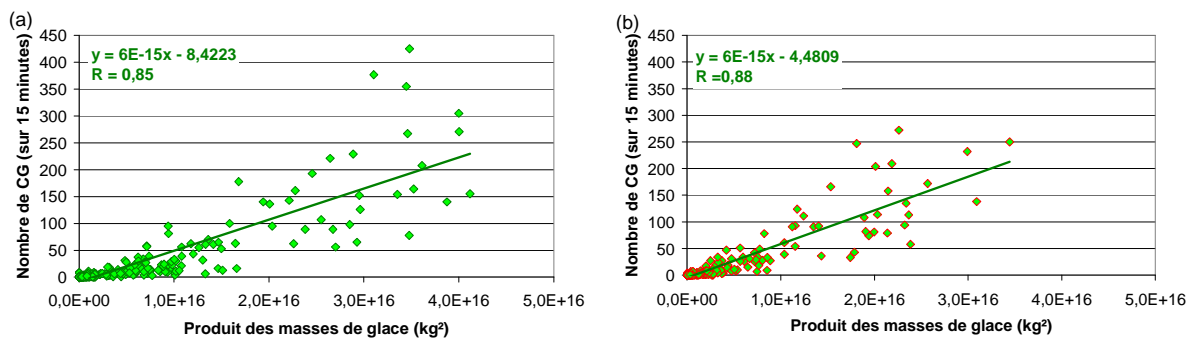 (a)
Nombre de CG (sur 15 minutes)
450
400
350
300
250
200
150
100
50
0
y = 6E-15x - 8,4223
R = 0,85
0,0E+00
1,0E+16
2,0E+16
3,0E+16
4,0E+16
5,0E+16
Produit des masses de glace (kg²)
(b)
Nombre de CG (sur 15 minutes)
450
400
350
300
250
200
150
100
50
0
y = 6E-15x - 4,4809
R =0,88
0,0E+00
1,0E+16
2,0E+16
3,0E+16
4,0E+16
5,0E+16
Produit des masses de glace (kg²)